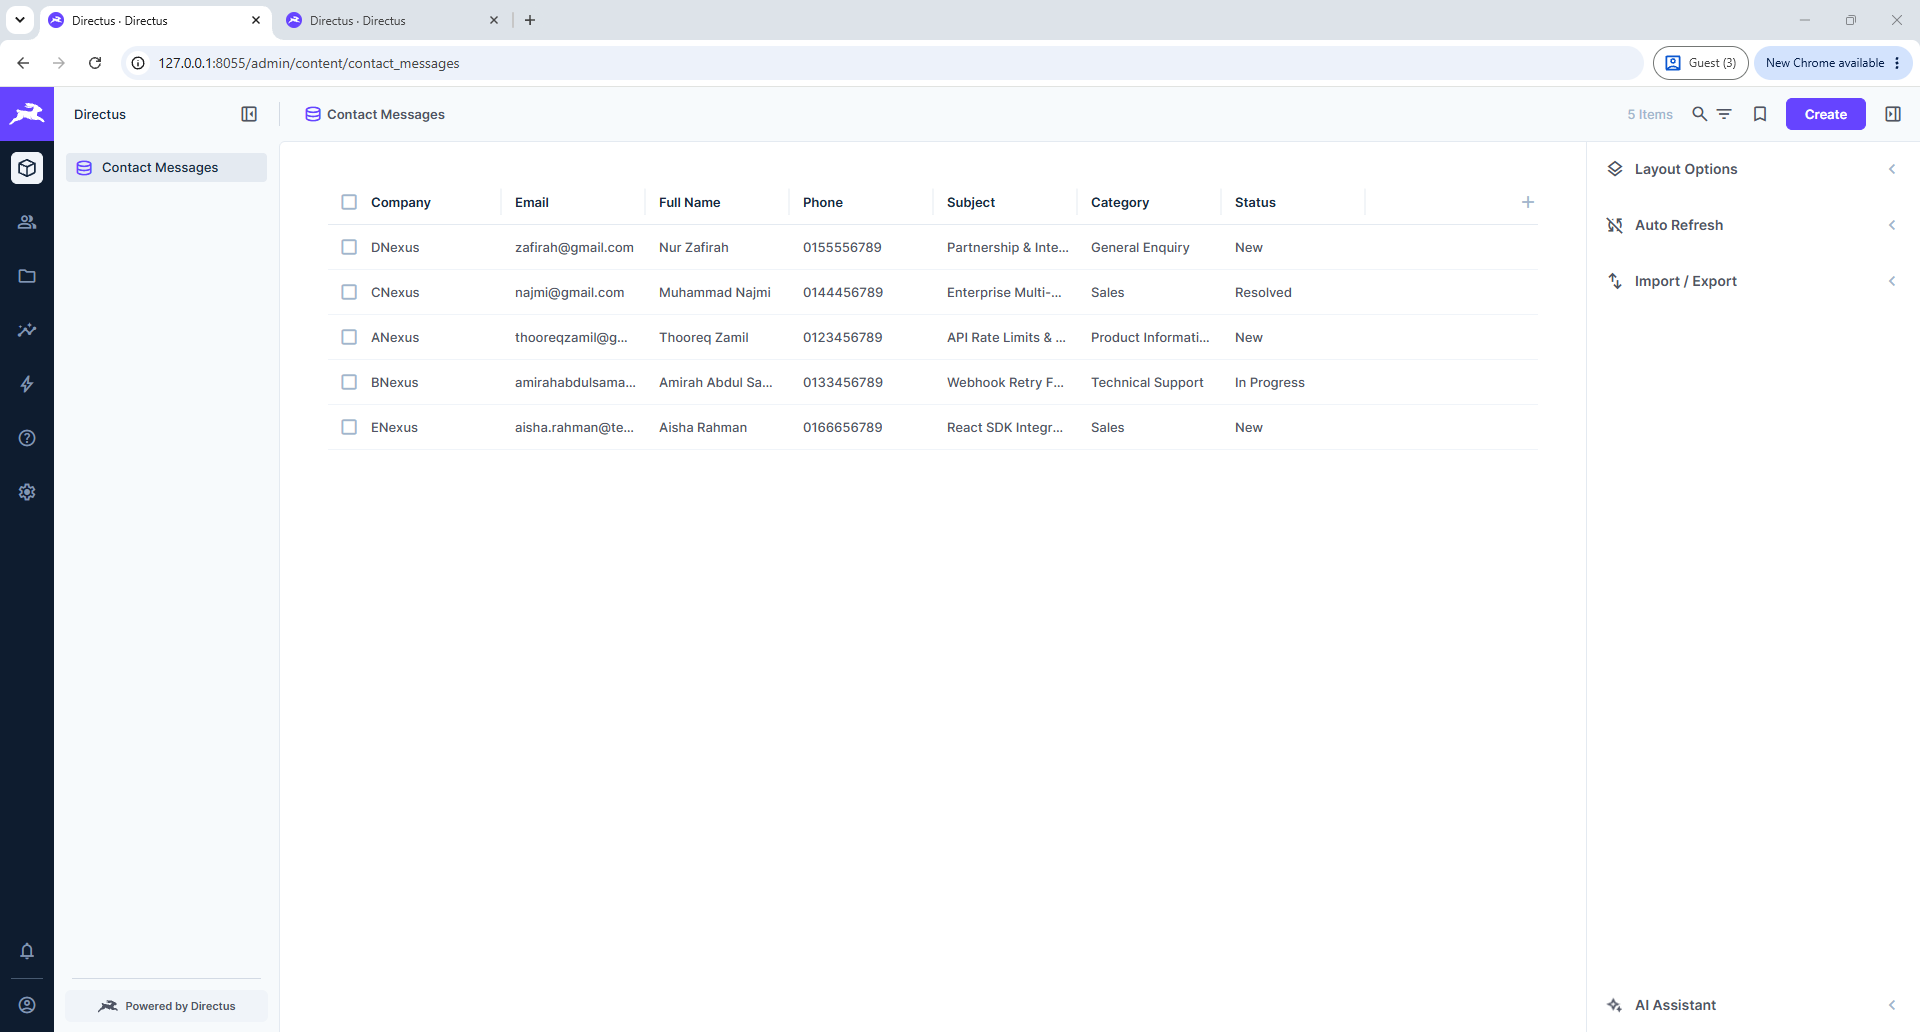 Directus · Directus
Directus · Directus
127.0.0.1:8055/admin/content/contact_messages
Guest (3)
New Chrome available
Directus
Contact Messages
5 Items
Create
Contact Messages
Layout Options
Auto Refresh
Import / Export
Company Email Full Name Phone Subject Category Status
DNexus zafirah@gmail.com Nur Zafirah 0155556789 Partnership & Inte... General Enquiry New
CNexus najmi@gmail.com Muhammad Najmi 0144456789 Enterprise Multi-... Sales Resolved
ANexus thooreqzamil@g... Thooreq Zamil 0123456789 API Rate Limits & ... Product Informati... New
BNexus amirahabdulsama... Amirah Abdul Sa... 0133456789 Webhook Retry F... Technical Support In Progress
ENexus aisha.rahman@te... Aisha Rahman 0166656789 React SDK Integr... Sales New
Powered by Directus
AI Assistant